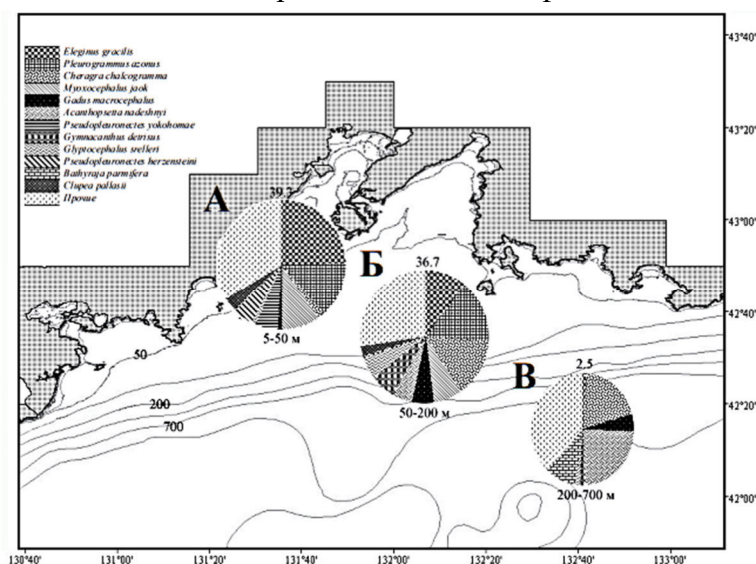 Eleginus gracilis
Pleurogrammus azonus
Cheragra chalcogramma
Myoxocephalus jaok
Gadus macrocephalus
Acanthopsetta nadeshnyi
Pseudopleuronectes yokohomae
Gymnacanthus detrisus
Glyptocephalus srelleri
Pseudopleuronectes herzensteini
Bathyraja parmifera
Clupea pallasii
Прочие
43°40'
43°20'
43°00'
42°40'
42°20'
42°00'
А
39.2
5-50 м
Б
36.7
50-200 м
В
2.5
200-700 м
50
200
700
130°40'
131°00'
131°20'
131°40'
132°00'
132°20'
132°40'
133°00'